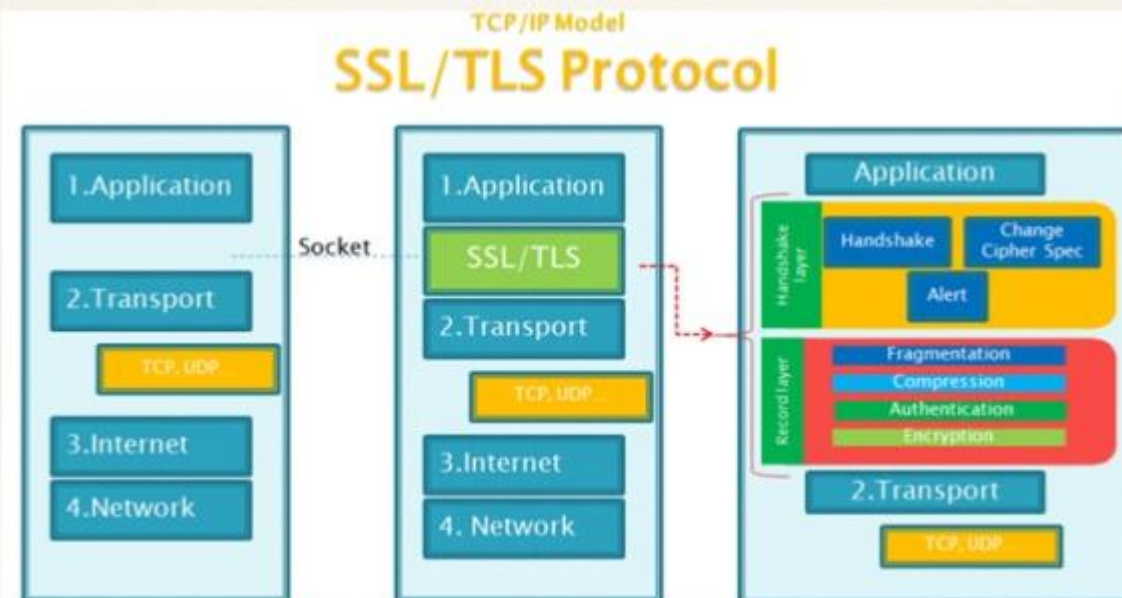 TCP/IP Model
SSL/TLS Protocol
1.Application
2.Transport
TCP, UDP
3.Internet
4.Network
Socket
1.Application
SSL/TLS
2.Transport
TCP, UDP...
3.Internet
4. Network
Application
Handshake layer
Handshake
Change
Cipher Spec
Alert
Record layer
Fragmentation
Compression
Authentication
Encryption
2.Transport
TCP, UDP